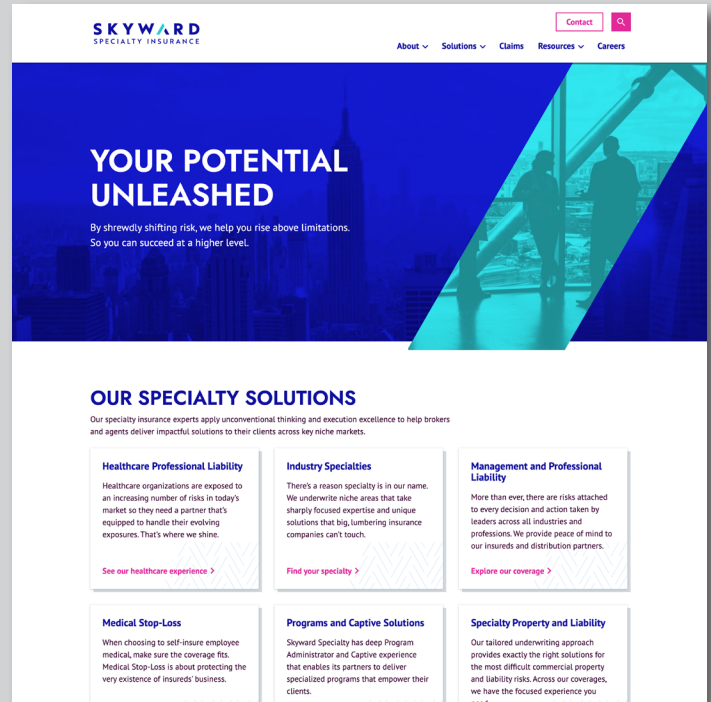 SKYWARD
SPECIALTY INSURANCE
Contact
About
Solutions
Claims
Resources
Careers
YOUR POTENTIAL
UNLEASHED
By shrewdly shifting risk, we help you rise above limitations.
So you can succeed at a higher level.
OUR SPECIALTY SOLUTIONS
Our specialty insurance experts apply unconventional thinking and execution excellence to help brokers
and agents deliver impactful solutions to their clients across key niche markets.
Healthcare Professional Liability
Healthcare organizations are exposed to
an increasing number of risks in today's
market so they need a partner that's
equipped to handle their evolving
exposures. That's where we shine.
See our healthcare experience
Industry Specialties
There's a reason specialty is in our name.
We underwrite niche areas that take
sharply focused expertise and unique
solutions that big, lumbering insurance
companies can't touch.
Find your specialty
Management and Professional
Liability
More than ever, there are risks attached
to every decision and action taken by
leaders across all industries and
professions. We provide peace of mind to
our insureds and distribution partners.
Explore our coverage
Medical Stop-Loss
When choosing to self-insure employee
medical, make sure the coverage fits.
Medical Stop-Loss is about protecting the
very existence of insureds' business.
Programs and Captive Solutions
Skyward Specialty has deep Program
Administrator and Captive experience
that enables its partners to deliver
specialized programs that empower their
clients.
Specialty Property and Liability
Our tailored underwriting approach
provides exactly the right solutions for
the most difficult commercial property
and liability risks. Across our coverages,
we have the focused experience you